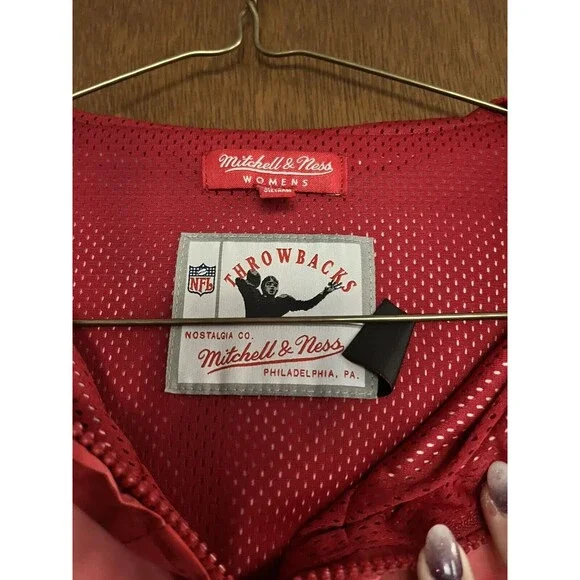 Mitchell & Ness
WOMENS
THROWBACKS
NFL
NOSTALGIA CO.
Mitchell & Ness
PHILADELPHIA, PA.